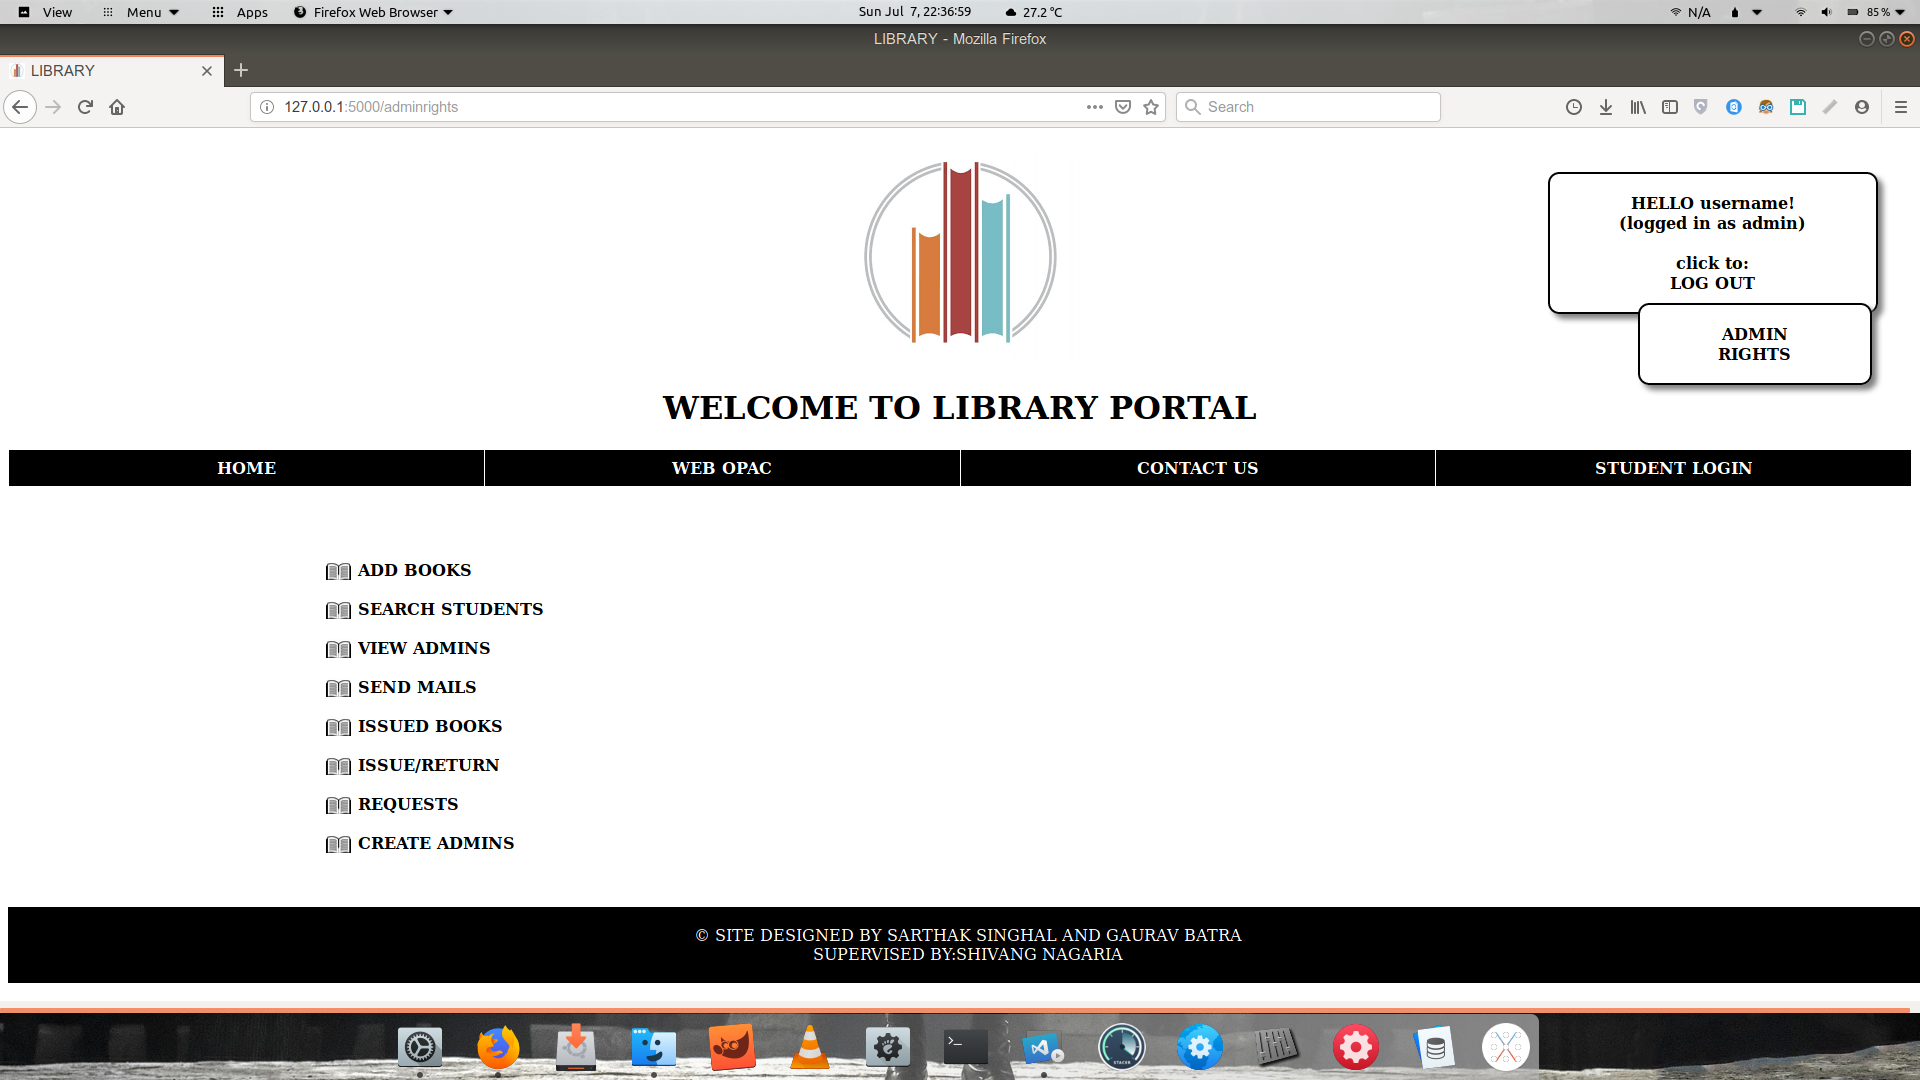 View Menu Apps Firefox Web Browser Sun Jul 7, 22:36:59 27.2 °C N/A 85 %
LIBRARY - Mozilla Firefox
LIBRARY
127.0.0.1:5000/adminrights
Search
HELLO username!
(logged in as admin)
click to:
LOG OUT
ADMIN
RIGHTS
WELCOME TO LIBRARY PORTAL
HOME WEB OPAC CONTACT US STUDENT LOGIN
ADD BOOKS
SEARCH STUDENTS
VIEW ADMINS
SEND MAILS
ISSUED BOOKS
ISSUE/RETURN
REQUESTS
CREATE ADMINS
© SITE DESIGNED BY SARTHAK SINGHAL AND GAURAV BATRA
SUPERVISED BY:SHIVANG NAGARIA